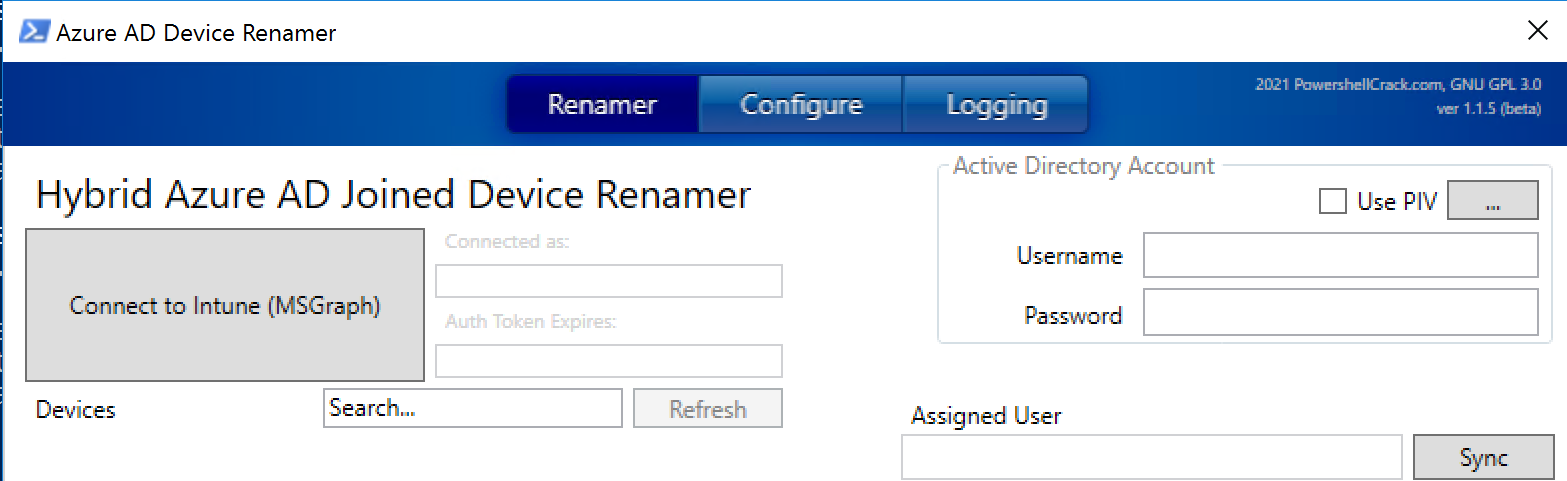 Azure AD Device Renamer
Renamer
Configure
Logging
2021 PowershellCrack.com, GNU GPL 3.0
ver 1.1.5 (beta)
Hybrid Azure AD Joined Device Renamer
Connect to Intune (MSGraph)
Connected as:
Auth Token Expires:
Active Directory Account
Use PIV
...
Username
Password
Devices
Search...
Refresh
Assigned User
Sync